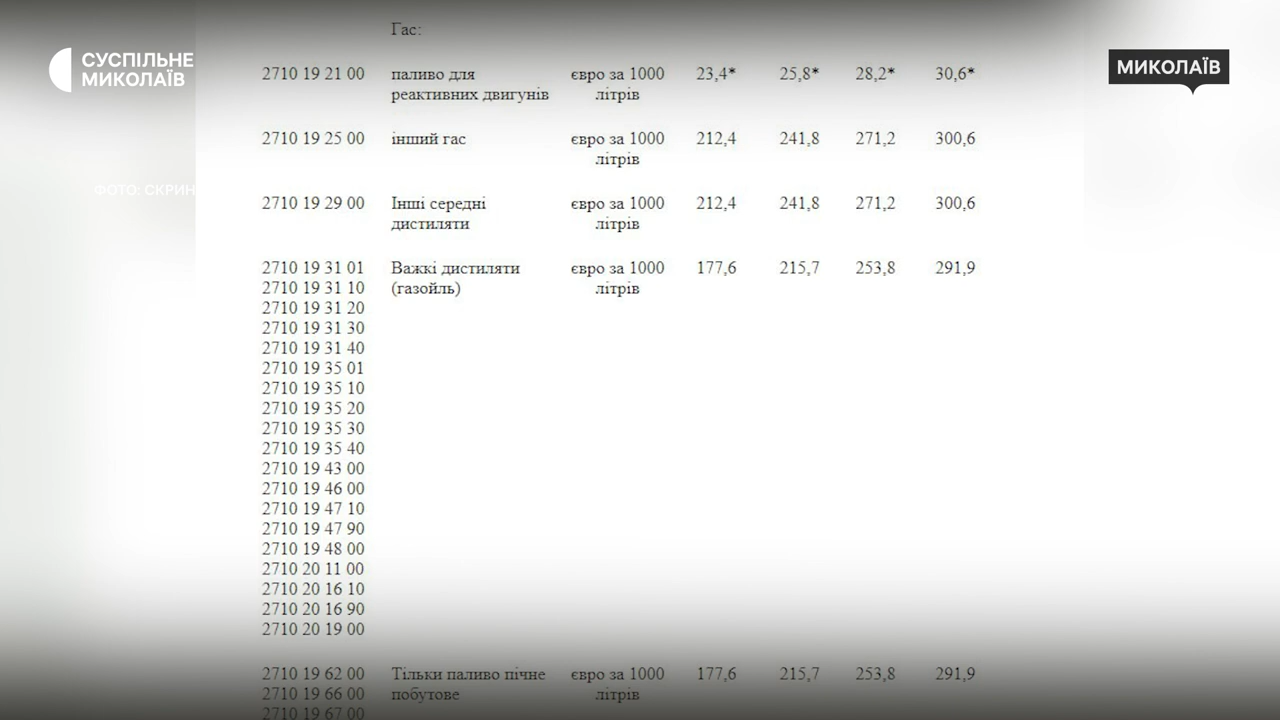 Гас:
СУСПІЛЬНЕ
МИКОЛАЇВ
МИКОЛАЇВ
ФОТО: СКРИН
2710 19 21 00 паливо для євро за 1000 23,4* 25,8* 28,2* 30,6*
реактивних двигунів літрів
2710 19 25 00 інший гас євро за 1000 212,4 241,8 271,2 300,6
літрів
2710 19 29 00 Інші середні євро за 1000 212,4 241,8 271,2 300,6
дистиляти літрів
2710 19 31 01 Важкі дистиляти євро за 1000 177,6 215,7 253,8 291,9
2710 19 31 10 (газойль) літрів
2710 19 31 20
2710 19 31 30
2710 19 31 40
2710 19 35 01
2710 19 35 10
2710 19 35 20
2710 19 35 30
2710 19 35 40
2710 19 43 00
2710 19 46 00
2710 19 47 10
2710 19 47 90
2710 19 48 00
2710 20 11 00
2710 20 16 10
2710 20 16 90
2710 20 19 00
2710 19 62 00 Тільки паливо пічне євро за 1000 177,6 215,7 253,8 291,9
2710 19 66 00 побутове літрів
2710 19 67 00